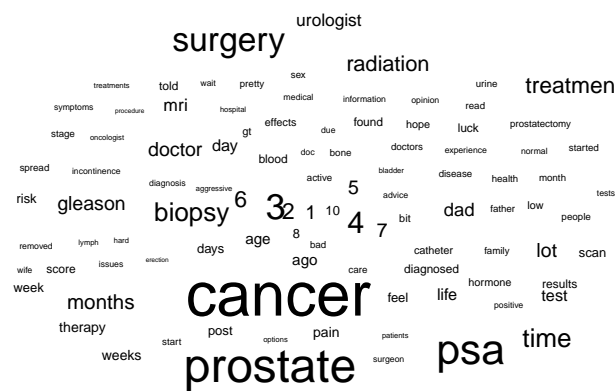 urologist
surgery
radiation
treatments told wait pretty sex medical information opinion urine read treatmen
symptoms procedure mri hospital effects due found hope luck prostatectomy
stage oncologist doctor day gt blood doc bone doctors experience normal started
spread incontinence diagnosis aggressive active bladder disease health month
risk gleason biopsy 6 3 2 1 10 5 4 7 advice bit dad father low people tests
removed lymph hard days age 8 bad ago catheter family lot scan
wife score issues erection care diagnosed hormone results
week months cancer feel life positive test
therapy post pain patients psa time
weeks start prostate options surgeon